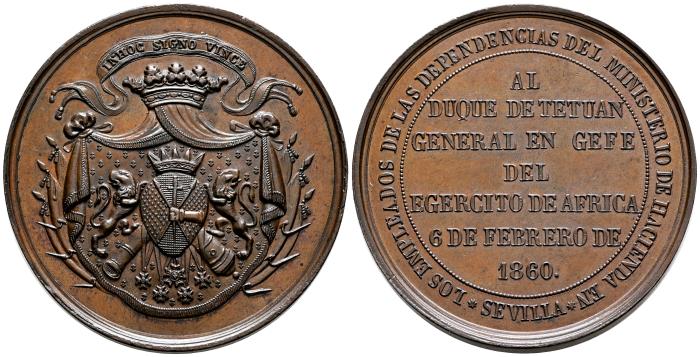 IN HOC SIGNO VINCE
LOS EMPLEADOS DE LAS DEPENDENCIAS DEL MINISTERIO DE HACIENDA EN
* SEVILLA *
AL
DUQUE DE TETUAN
GENERAL EN GEFE
DEL
EGERCITO DE AFRICA
6 DE FEBRERO DE
1860.